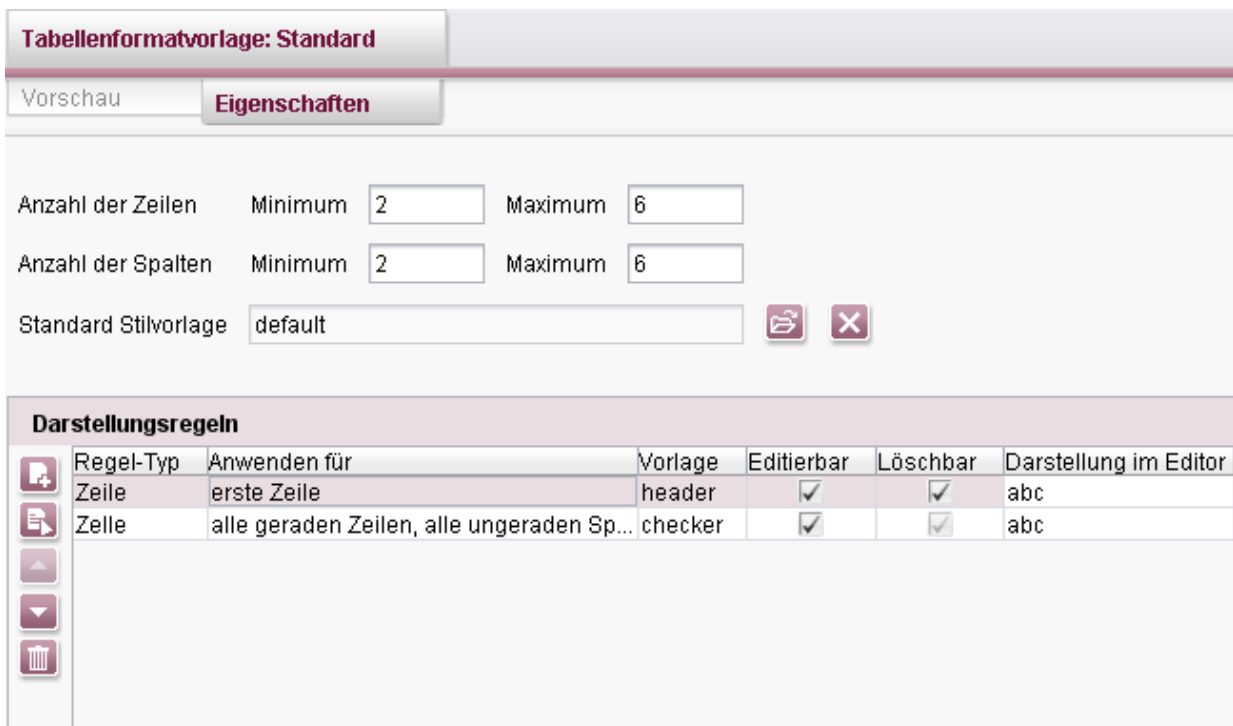 Tabellenformatvorlage: Standard
Vorschau Eigenschaften
Anzahl der Zeilen Minimum 2 Maximum 6
Anzahl der Spalten Minimum 2 Maximum 6
Standard Stilvorlage default
Darstellungsregeln
Regel-Typ Anwenden für Vorlage Editierbar Löschbar Darstellung im Editor
Zeile erste Zeile header abc
Zelle alle geraden Zeilen, alle ungeraden Sp... checker abc